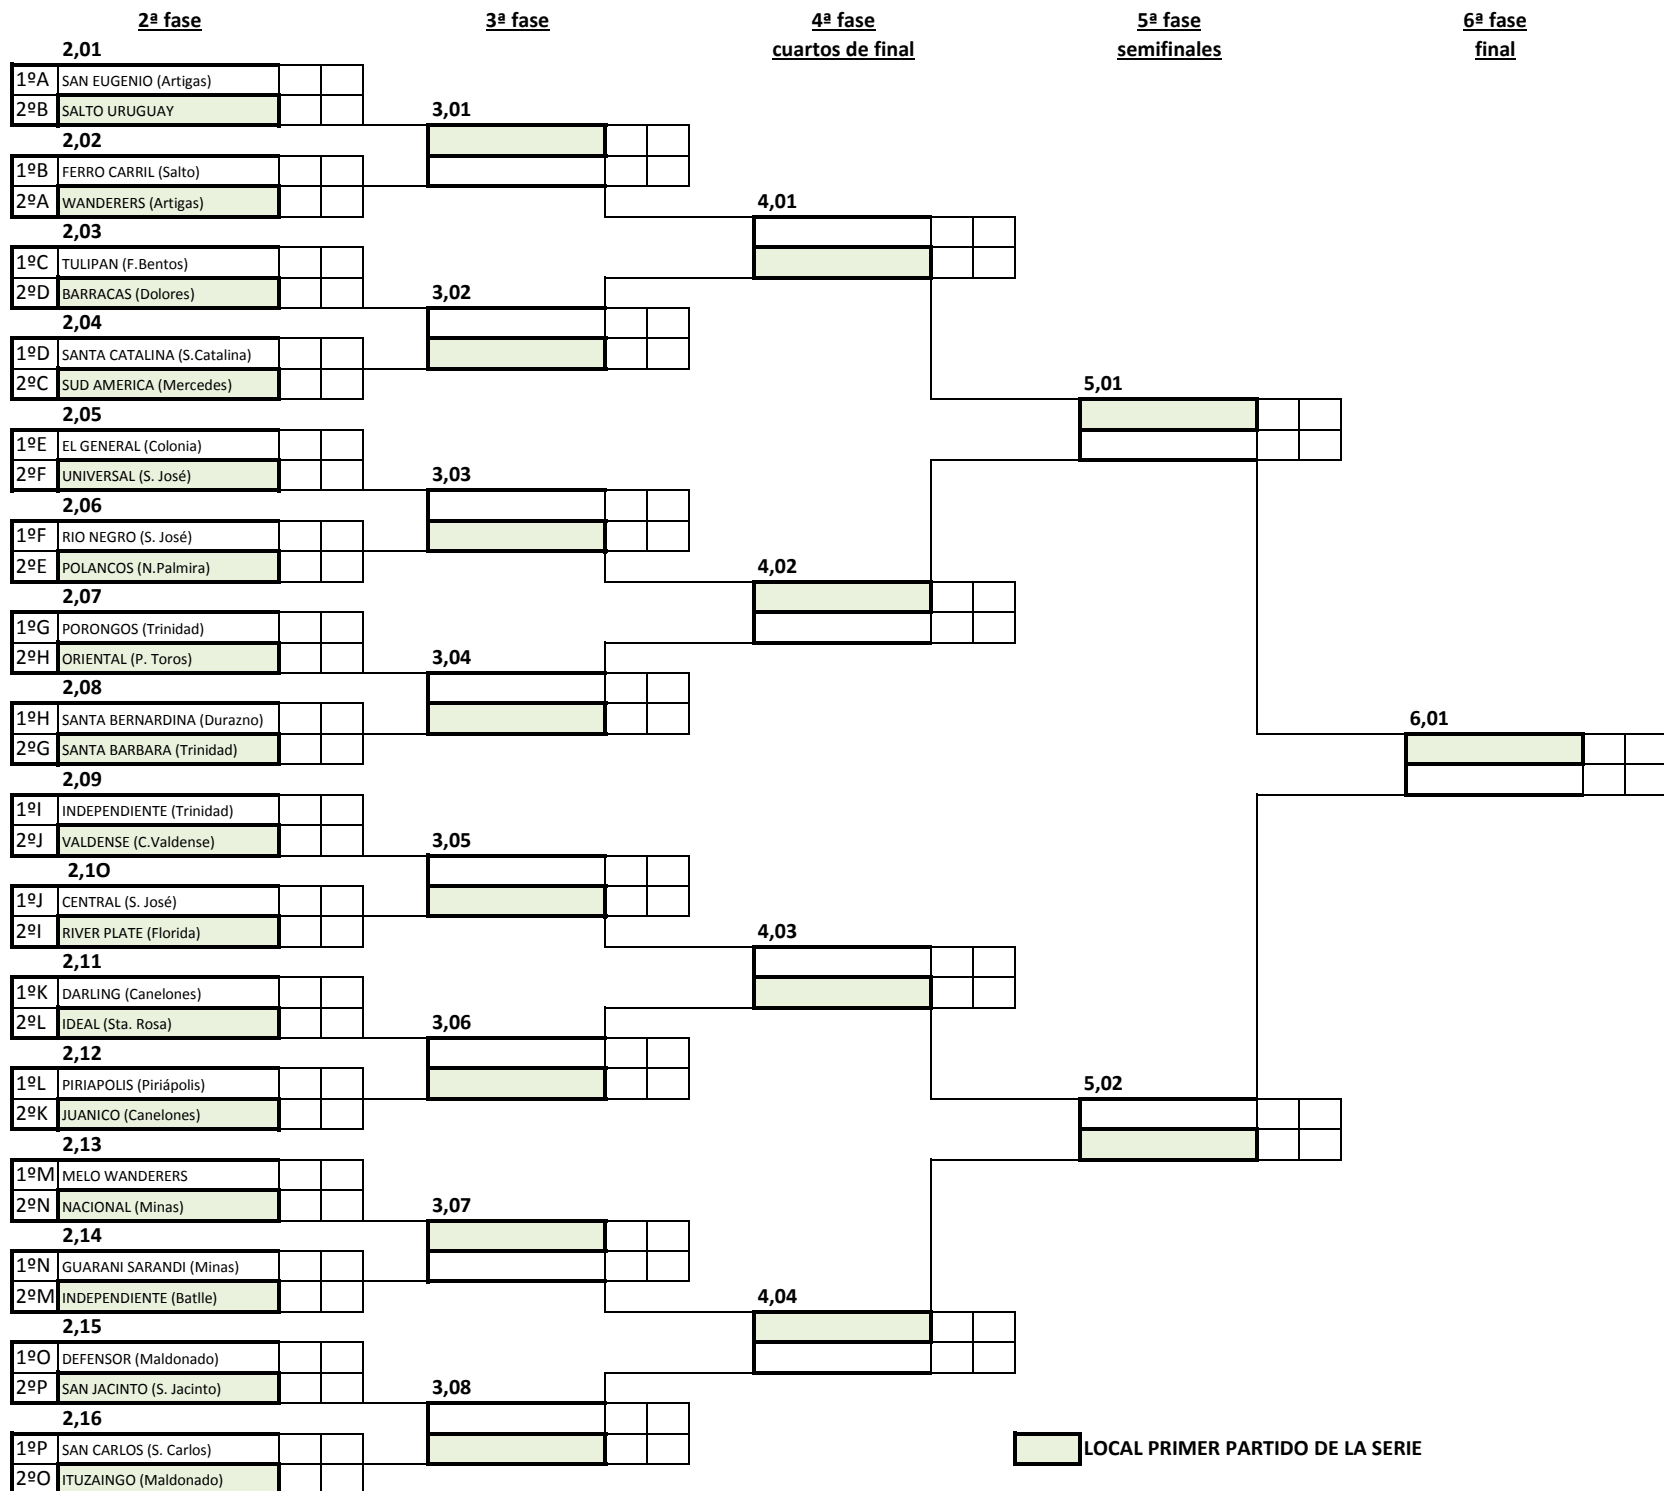 2ª fase 3ª fase 4ª fase 5ª fase 6ª fase
2,01 cuartos de final semifinales final
1ºA SAN EUGENIO (Artigas)
2ºB SALTO URUGUAY 3,01
2,02
1ºB FERRO CARRIL (Salto)
2ºA WANDERERS (Artigas) 4,01
2,03
1ºC TULIPAN (F.Bentos)
2ºD BARRACAS (Dolores) 3,02
2,04
1ºD SANTA CATALINA (S.Catalina)
2ºC SUD AMERICA (Mercedes) 5,01
2,05
1ºE EL GENERAL (Colonia)
2ºF UNIVERSAL (S. José) 3,03
2,06
1ºF RIO NEGRO (S. José)
2ºE POLANCOS (N.Palmira) 4,02
2,07
1ºG PORONGOS (Trinidad)
2ºH ORIENTAL (P. Toros) 3,04
2,08
1ºH SANTA BERNARDINA (Durazno) 6,01
2ºG SANTA BARBARA (Trinidad)
2,09
1ºI INDEPENDIENTE (Trinidad)
2ºJ VALDENSE (C.Valdense) 3,05
2,1O
1ºJ CENTRAL (S. José)
2ºI RIVER PLATE (Florida) 4,03
2,11
1ºK DARLING (Canelones)
2ºL IDEAL (Sta. Rosa) 3,06
2,12
1ºL PIRIAPOLIS (Piriápolis) 5,02
2ºK JUANICO (Canelones)
2,13
1ºM MELO WANDERERS
2ºN NACIONAL (Minas) 3,07
2,14
1ºN GUARANI SARANDI (Minas)
2ºM INDEPENDIENTE (Batlle) 4,04
2,15
1ºO DEFENSOR (Maldonado)
2ºP SAN JACINTO (S. Jacinto) 3,08
2,16
1ºP SAN CARLOS (S. Carlos) LOCAL PRIMER PARTIDO DE LA SERIE
2ºO ITUZAINGO (Maldonado)